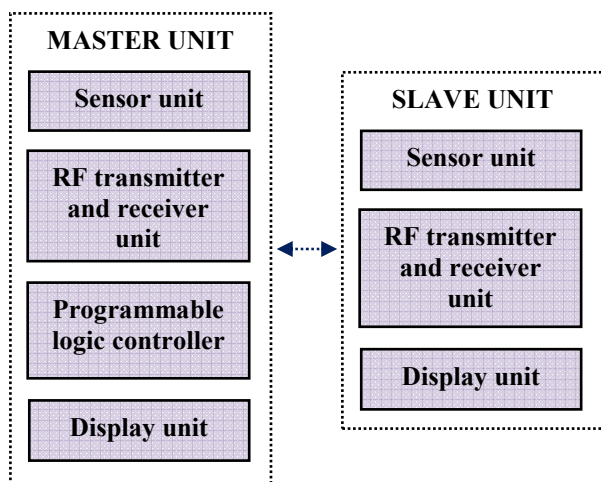 MASTER UNIT
Sensor unit
RF transmitter
and receiver
unit
Programmable
logic controller
Display unit
SLAVE UNIT
Sensor unit
RF transmitter
and receiver
unit
Display unit